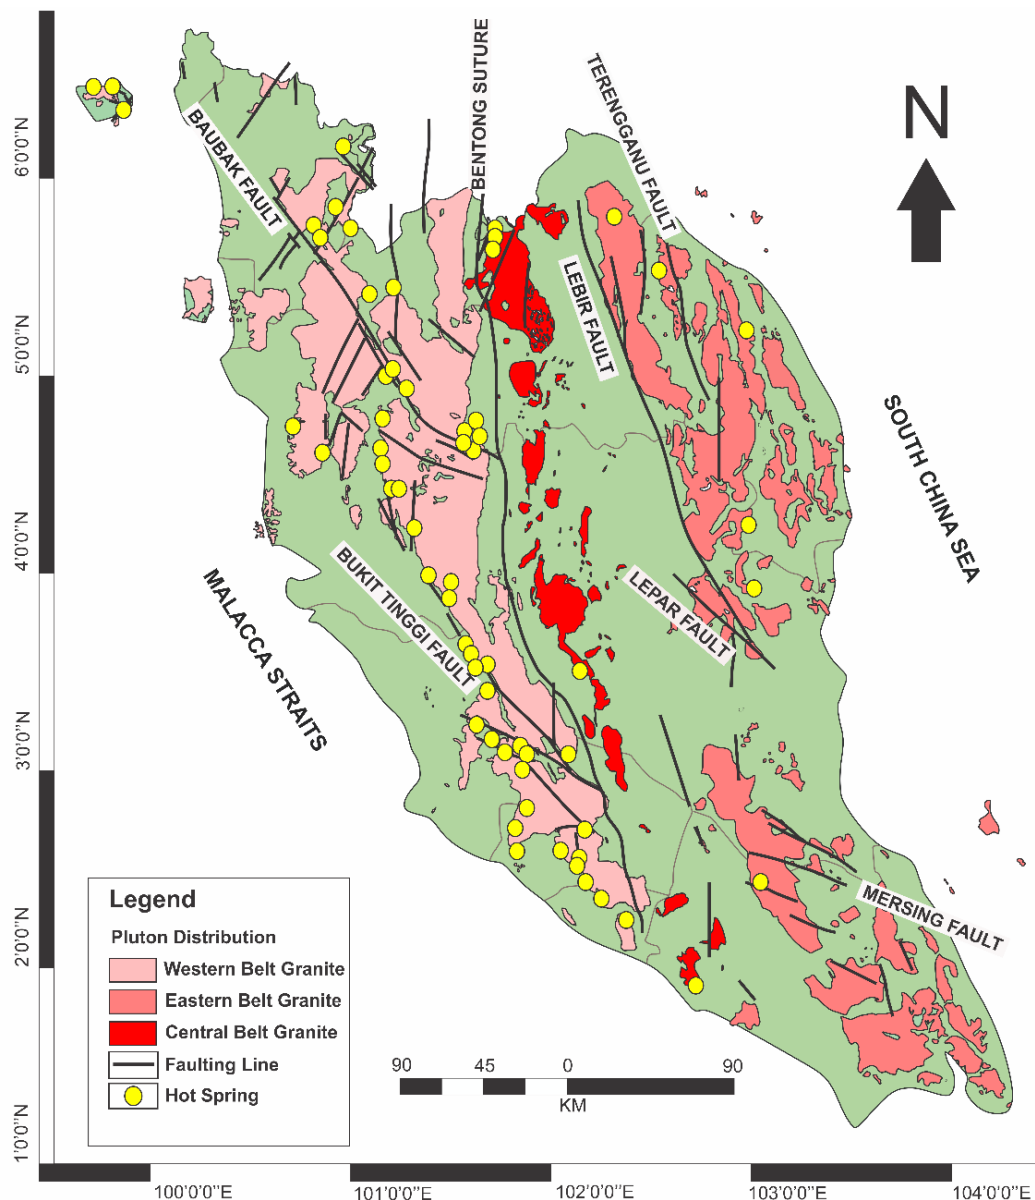 BENTONG SUTURE
TERENGGANU FAULT
N
BAUBAK FAULT
LEBIR FAULT
SOUTH CHINA SEA
LEPAR FAULT
BUKIT TINGGI FAULT
MALACCA STRAITS
MERSING FAULT
6'0'0"N
5'0'0"N
4'0'0"N
3'0'0"N
2'0'0"N
1'0'0"N
Legend
Pluton Distribution
Western Belt Granite
Eastern Belt Granite
Central Belt Granite
Faulting Line
Hot Spring
90 45 0 90
KM
100'0'0"E 101'0'0"E 102'0'0"E 103'0'0"E 104'0'0"E